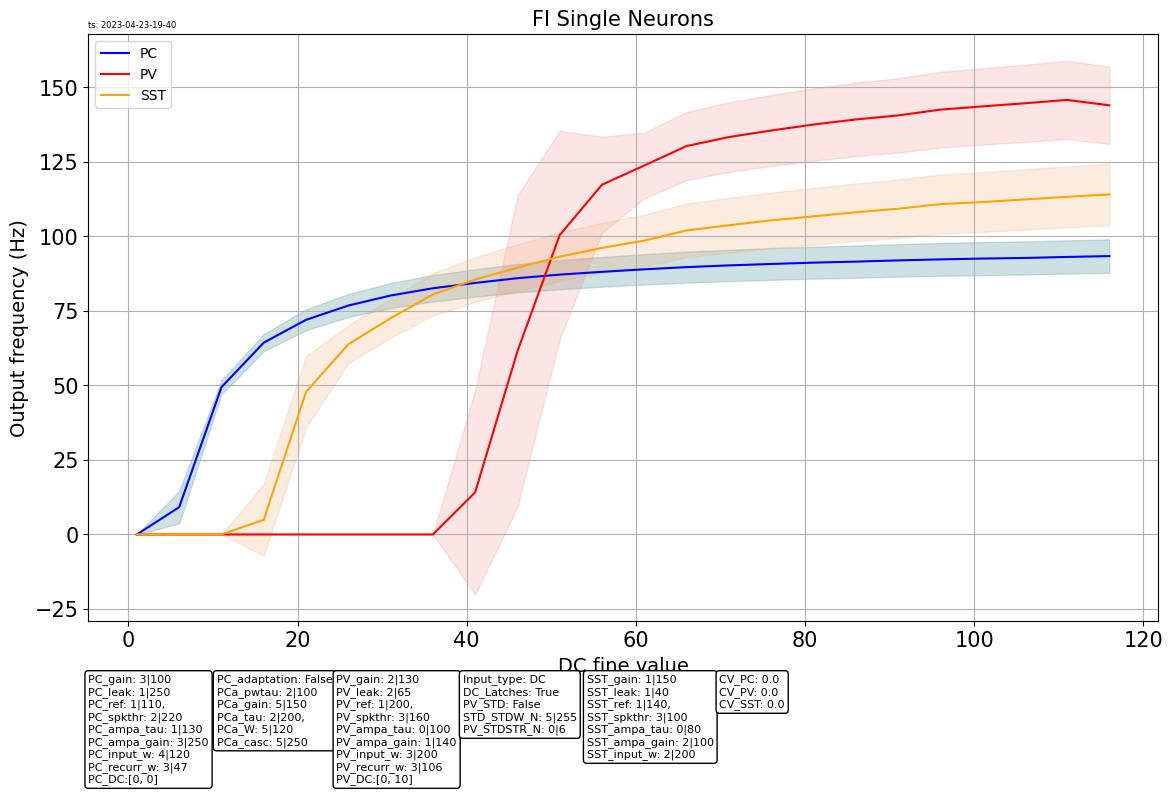 ts: 2023-04-23-19-40
FI Single Neurons
PC
PV
SST
Output frequency (Hz)
150
125
100
75
50
25
0
−25
0 20 40 60 80 100 120
DC fine value
PC_gain: 3|100
PC_leak: 1|250
PC_ref: 1|110,
PC_spkthr: 2|220
PC_ampa_tau: 1|130
PC_ampa_gain: 3|250
PC_input_w: 4|120
PC_recurr_w: 3|47
PC_DC:[0, 0]
PC_adaptation: False
PCa_pwtau: 2|100
PCa_gain: 5|150
PCa_tau: 2|200,
PCa_W: 5|120
PCa_casc: 5|250
PV_gain: 2|130
PV_leak: 2|65
PV_ref: 1|200,
PV_spkthr: 3|160
PV_ampa_tau: 0|100
PV_ampa_gain: 1|140
PV_input_w: 3|200
PV_recurr_w: 3|106
PV_DC:[0, 10]
Input_type: DC
DC_Latches: True
PV_STD: False
STD_STDW_N: 5|255
PV_STDSTR_N: 0|6
SST_gain: 1|150
SST_leak: 1|40
SST_ref: 1|140,
SST_spkthr: 3|100
SST_ampa_tau: 0|80
SST_ampa_gain: 2|100
SST_input_w: 2|200
CV_PC: 0.0
CV_PV: 0.0
CV_SST: 0.0